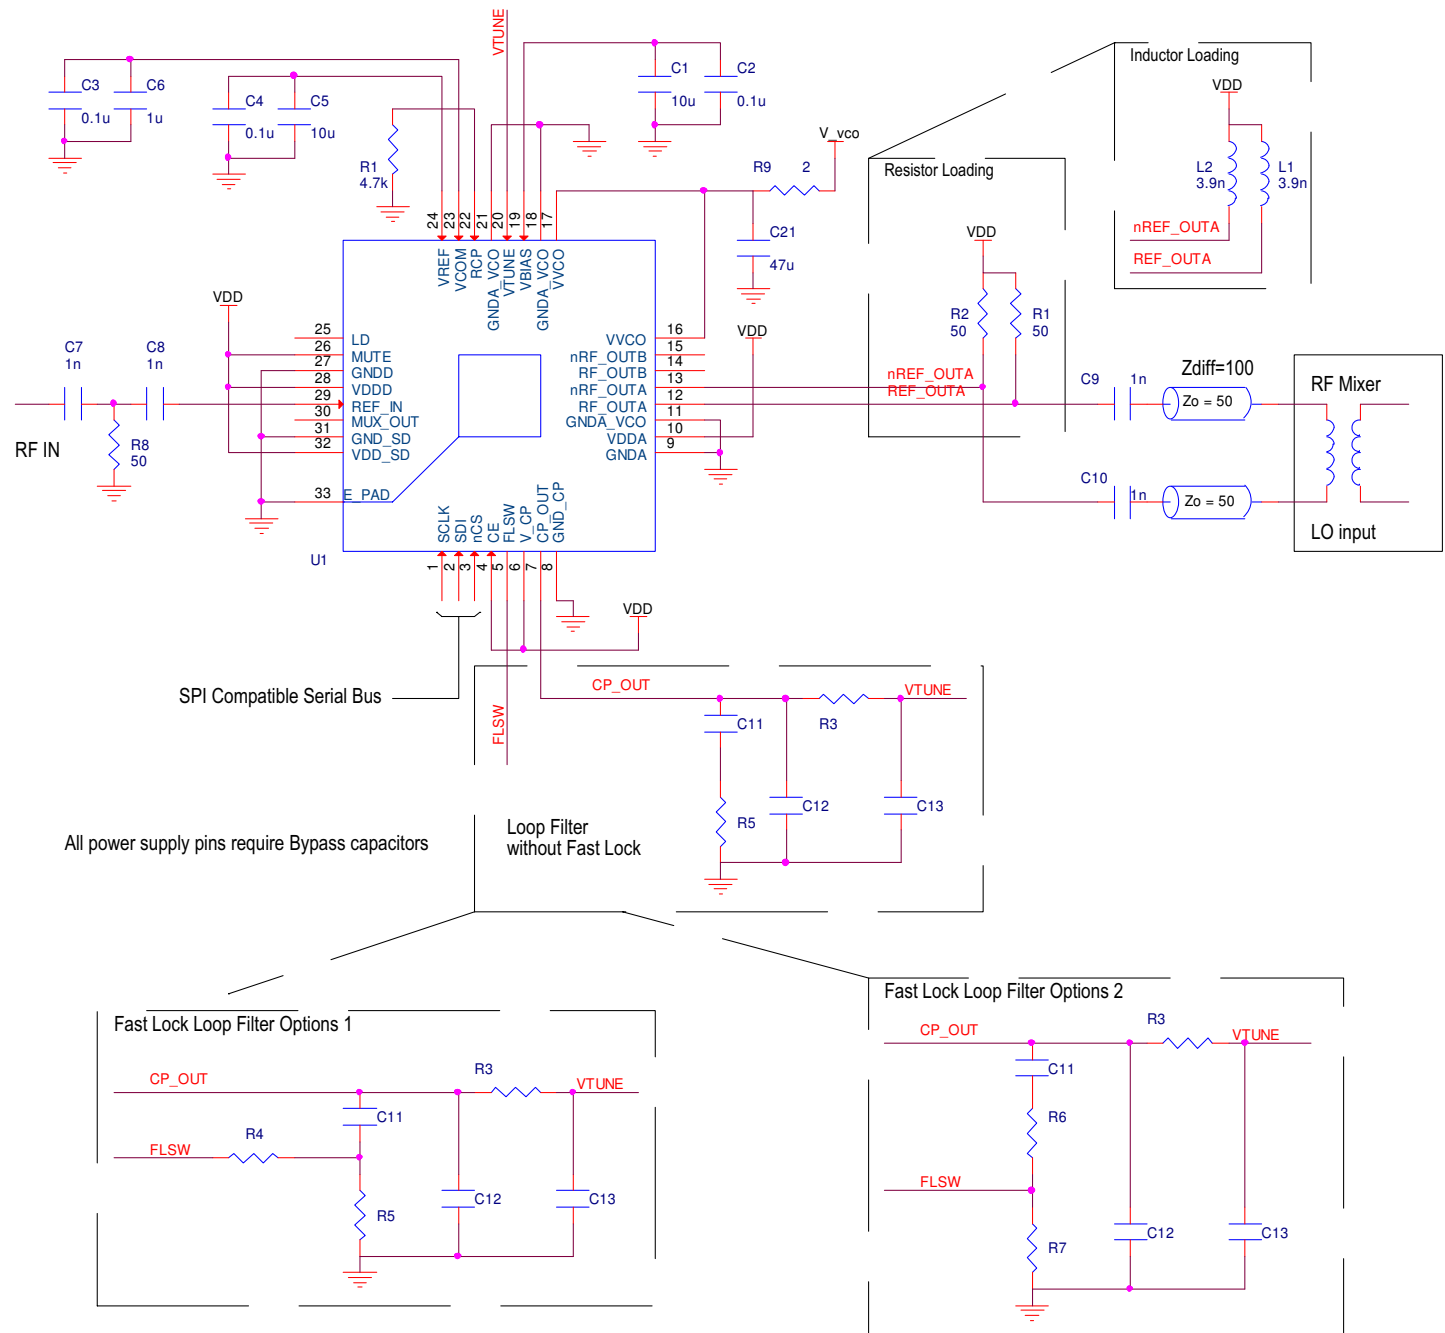 VTUNE
C3
0.1u
C6
1u
C4
0.1u
C5
10u
R1
4.7k
C1
10u
C2
0.1u
V_vco
R9
2
C21
47u
Inductor Loading
VDD
L2
3.9n
L1
3.9n
nREF_OUTA
REF_OUTA
Resistor Loading
VDD
R2
50
R1
50
nREF_OUTA
REF_OUTA
24
23
22
21
20
19
18
17
VREF
VCOM
RCP
GNDA_VCO
VTUNE
VBIAS
GNDA_VCO
VVCO
VDD
25
LD
26
MUTE
27
GNDD
28
VDDD
29
REF_IN
30
MUX_OUT
31
GND_SD
32
VDD_SD
33
E_PAD
16
VVCO
15
nRF_OUTB
14
RF_OUTB
13
nRF_OUTA
12
RF_OUTA
11
GNDA_VCO
10
VDDA
9
GNDA
VDD
C7
1n
C8
1n
R8
50
RF IN
C9
1n
Zdiff=100
Zo = 50
C10
1n
Zo = 50
RF Mixer
LO input
U1
SCLK
SDI
nCS
CE
FLSW
V_CP
CP_OUT
GND_CP
1
2
3
4
5
6
7
8
VDD
SPI Compatible Serial Bus
FLSW
CP_OUT
VTUNE
C11
R3
C12
C13
R5
Loop Filter
without Fast Lock
All power supply pins require Bypass capacitors
Fast Lock Loop Filter Options 1
CP_OUT
R3
VTUNE
C11
FLSW
R4
R5
C12
C13
Fast Lock Loop Filter Options 2
CP_OUT
R3
VTUNE
C11
R6
FLSW
R7
C12
C13